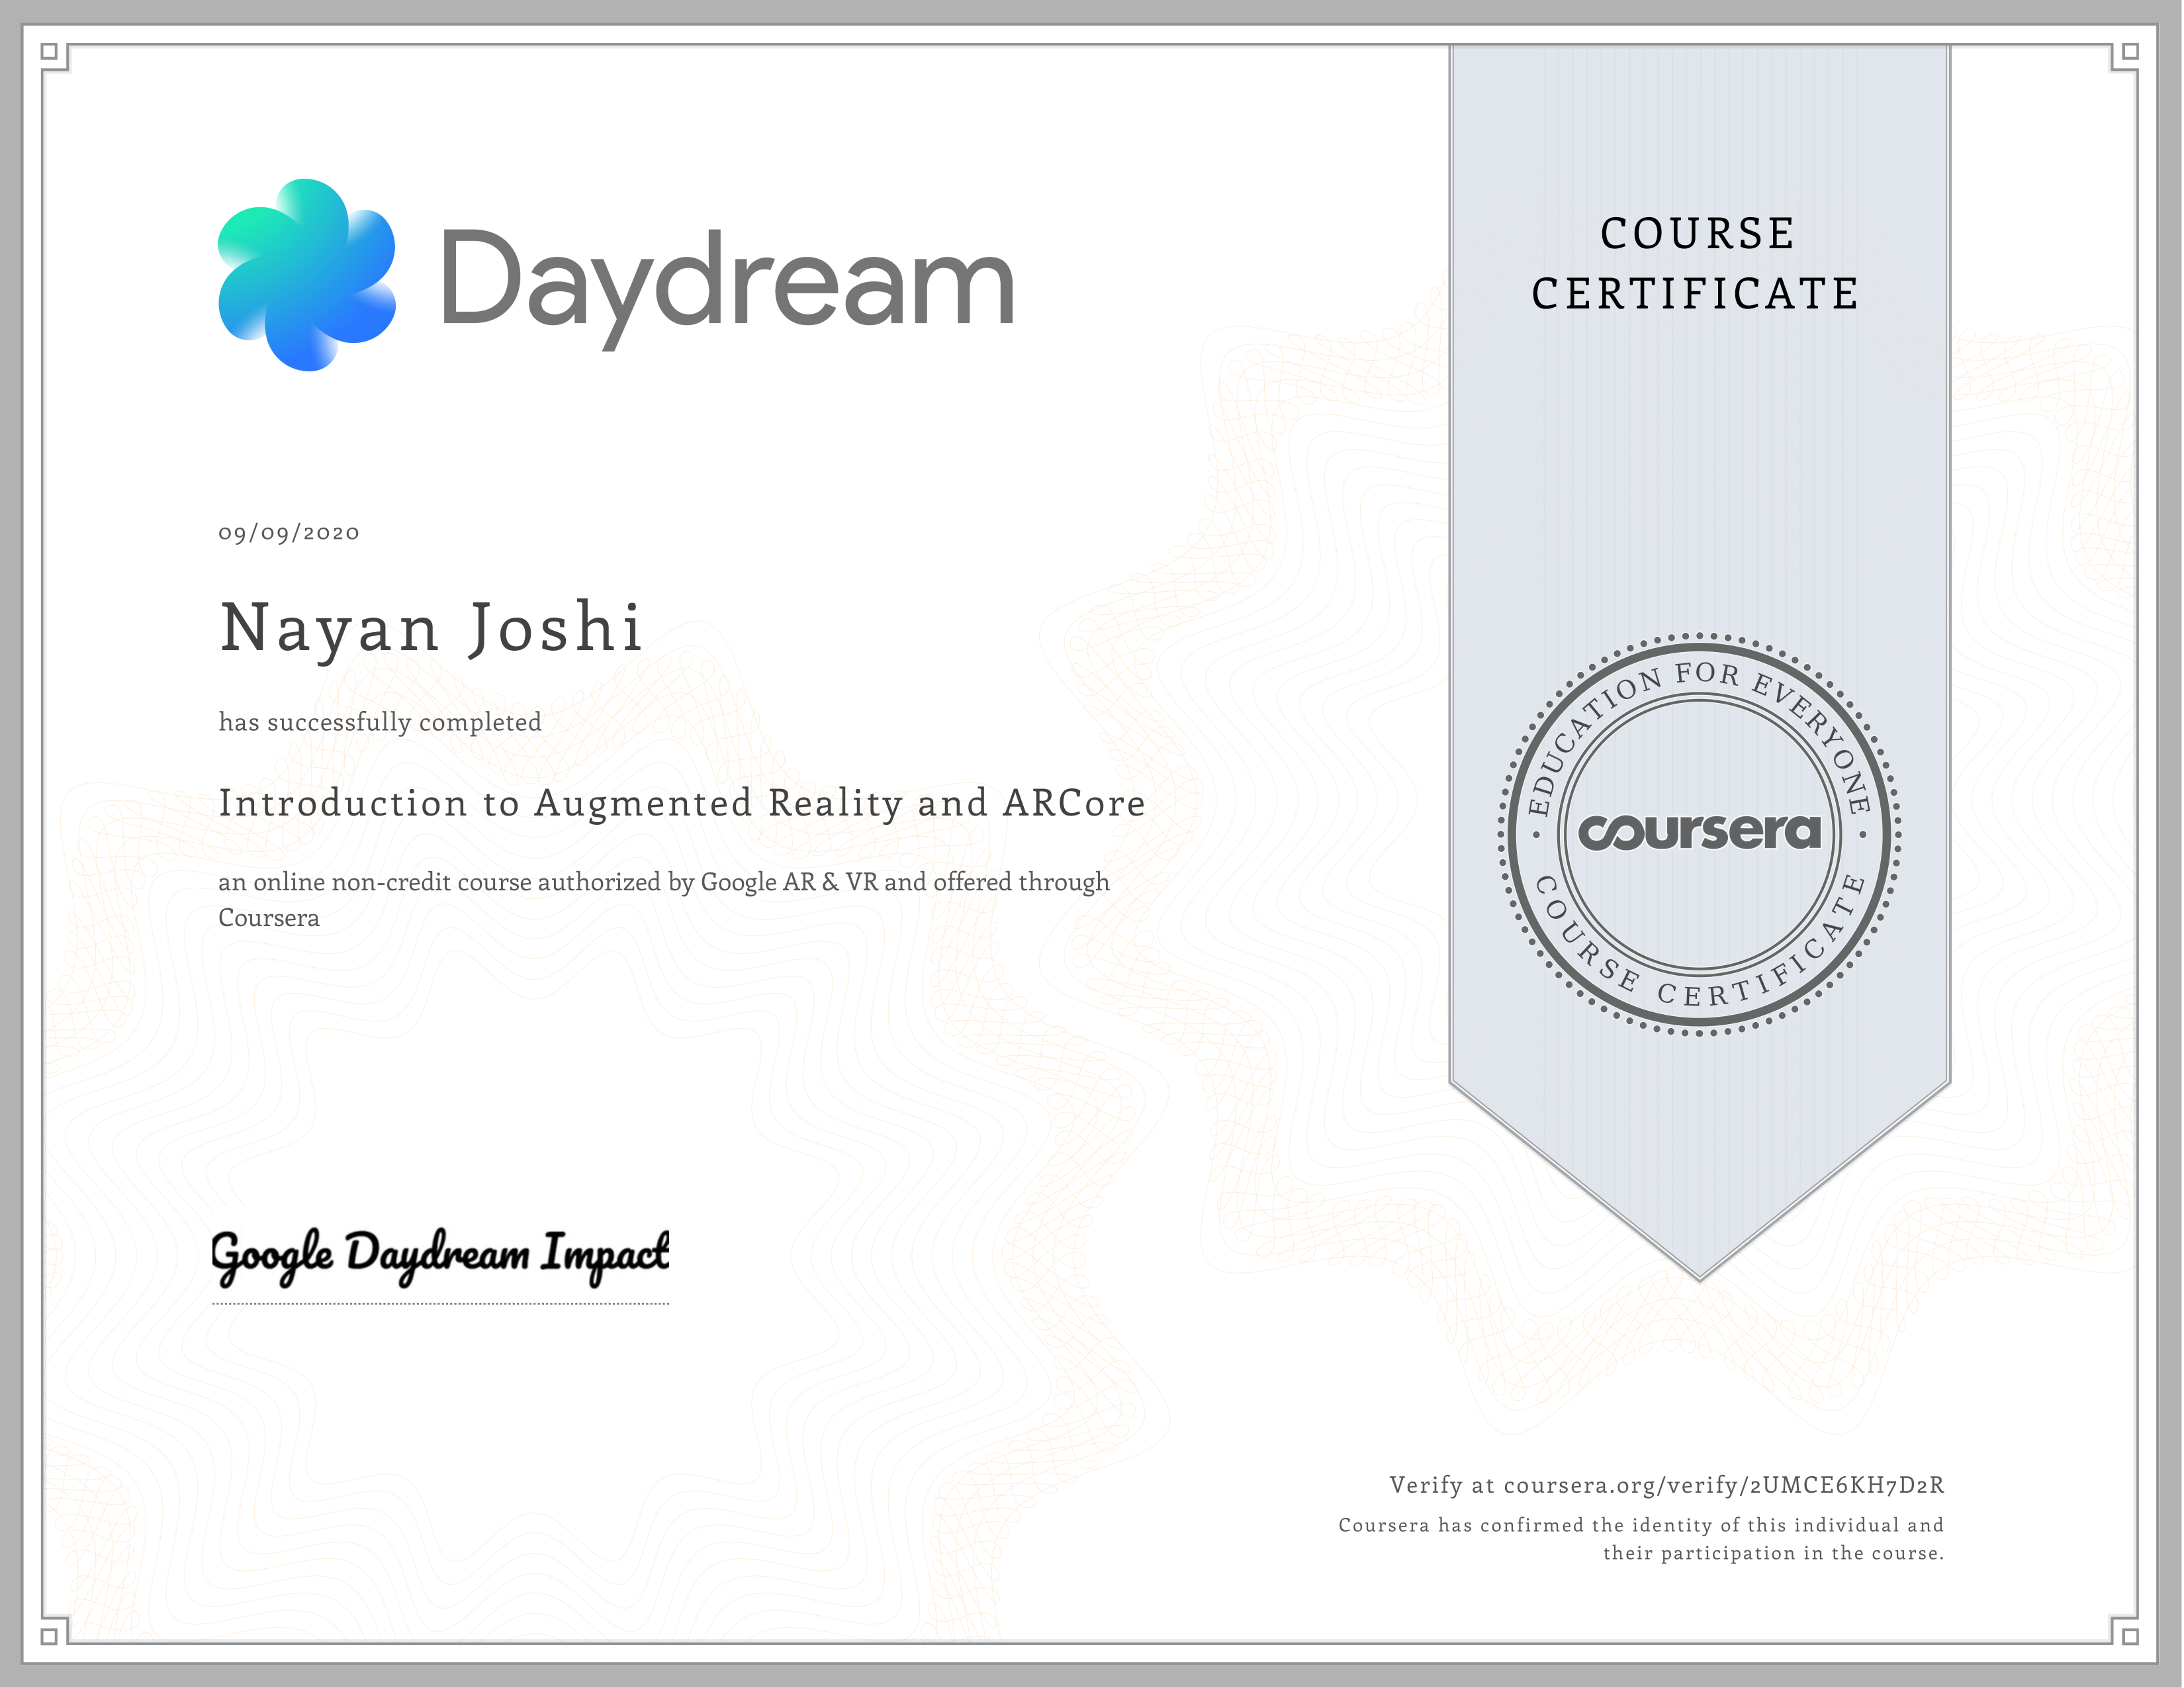 Daydream
COURSE
CERTIFICATE
09/09/2020
Nayan Joshi
has successfully completed
Introduction to Augmented Reality and ARCore
an online non-credit course authorized by Google AR & VR and offered through
Coursera
EDUCATION FOR EVERYONE
coursera
COURSE CERTIFICATE
Google Daydream Impact
Verify at coursera.org/verify/2UMCE6KH7D2R
Coursera has confirmed the identity of this individual and
their participation in the course.